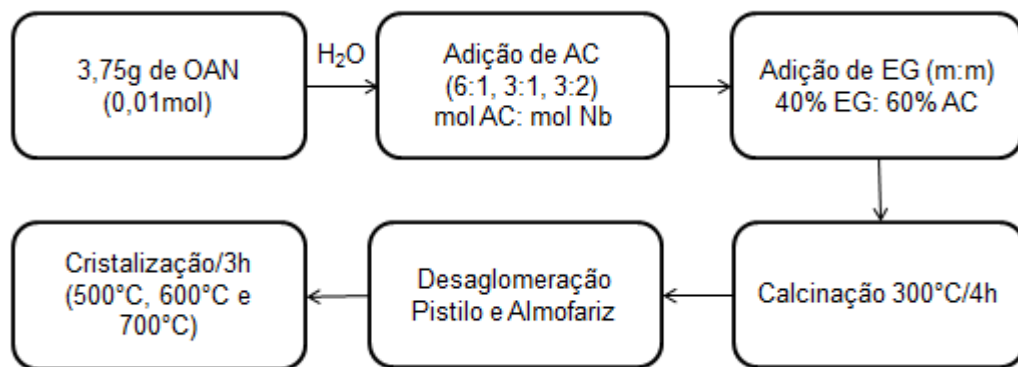 3,75g de OAN
(0,01mol)
H₂O
Adição de AC
(6:1, 3:1, 3:2)
mol AC: mol Nb
Adição de EG (m:m)
40% EG: 60% AC
Calcinação 300°C/4h
Desaglomeração
Pistilo e Almofariz
Cristalização/3h
(500°C, 600°C e
700°C)